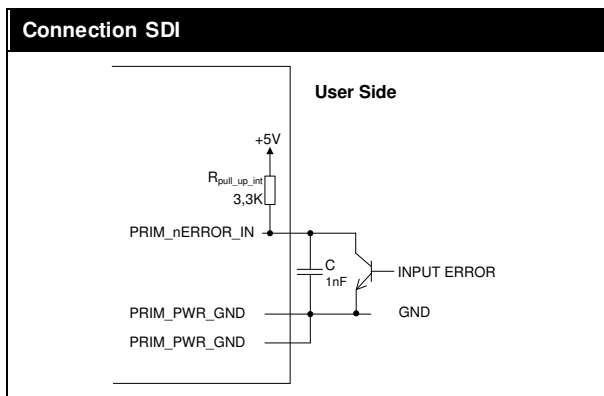 Connection SDI
User Side
+5V
Rpull_up_int
3,3K
PRIM_nERROR_IN
C
1nF
INPUT ERROR
PRIM_PWR_GND
GND
PRIM_PWR_GND